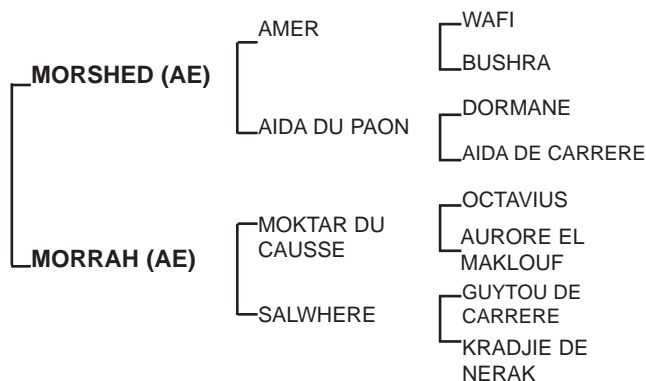 AMER
WAFI
BUSHRA
MORSHED (AE)
AIDA DU PAON
DORMANE
AIDA DE CARRERE
MOKTAR DU
CAUSSE
OCTAVIUS
AURORE EL
MAKLOUF
MORRAH (AE)
SALWHERE
GUYTOU DE
CARRERE
KRADJIE DE
NERAK